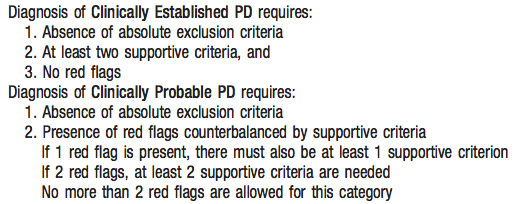 Diagnosis of Clinically Established PD requires:
1. Absence of absolute exclusion criteria
2. At least two supportive criteria, and
3. No red flags
Diagnosis of Clinically Probable PD requires:
1. Absence of absolute exclusion criteria
2. Presence of red flags counterbalanced by supportive criteria
If 1 red flag is present, there must also be at least 1 supportive criterion
If 2 red flags, at least 2 supportive criteria are needed
No more than 2 red flags are allowed for this category